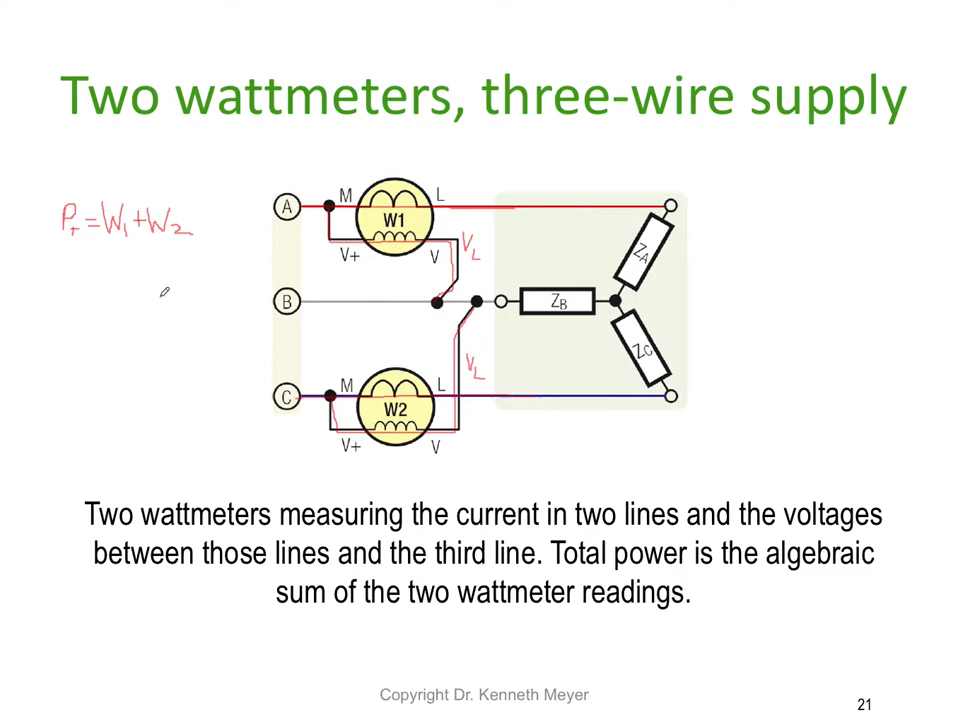 Two wattmeters, three-wire supply
P_T = W_1 + W_2
A M L
W1
V+ V V_L
Z_A
B Z_B
V_L Z_C
C M L
W2
V+ V
Two wattmeters measuring the current in two lines and the voltages
between those lines and the third line. Total power is the algebraic
sum of the two wattmeter readings.
Copyright Dr. Kenneth Meyer
21